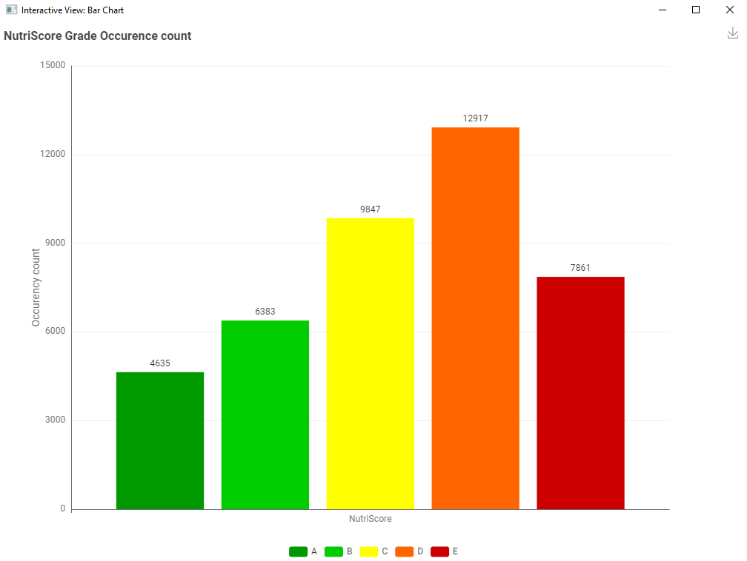 Interactive View: Bar Chart
NutriScore Grade Occurence count
15000
12000
9000
6000
3000
0
Occurency count
4635
6383
9847
12917
7861
NutriScore
A B C D E